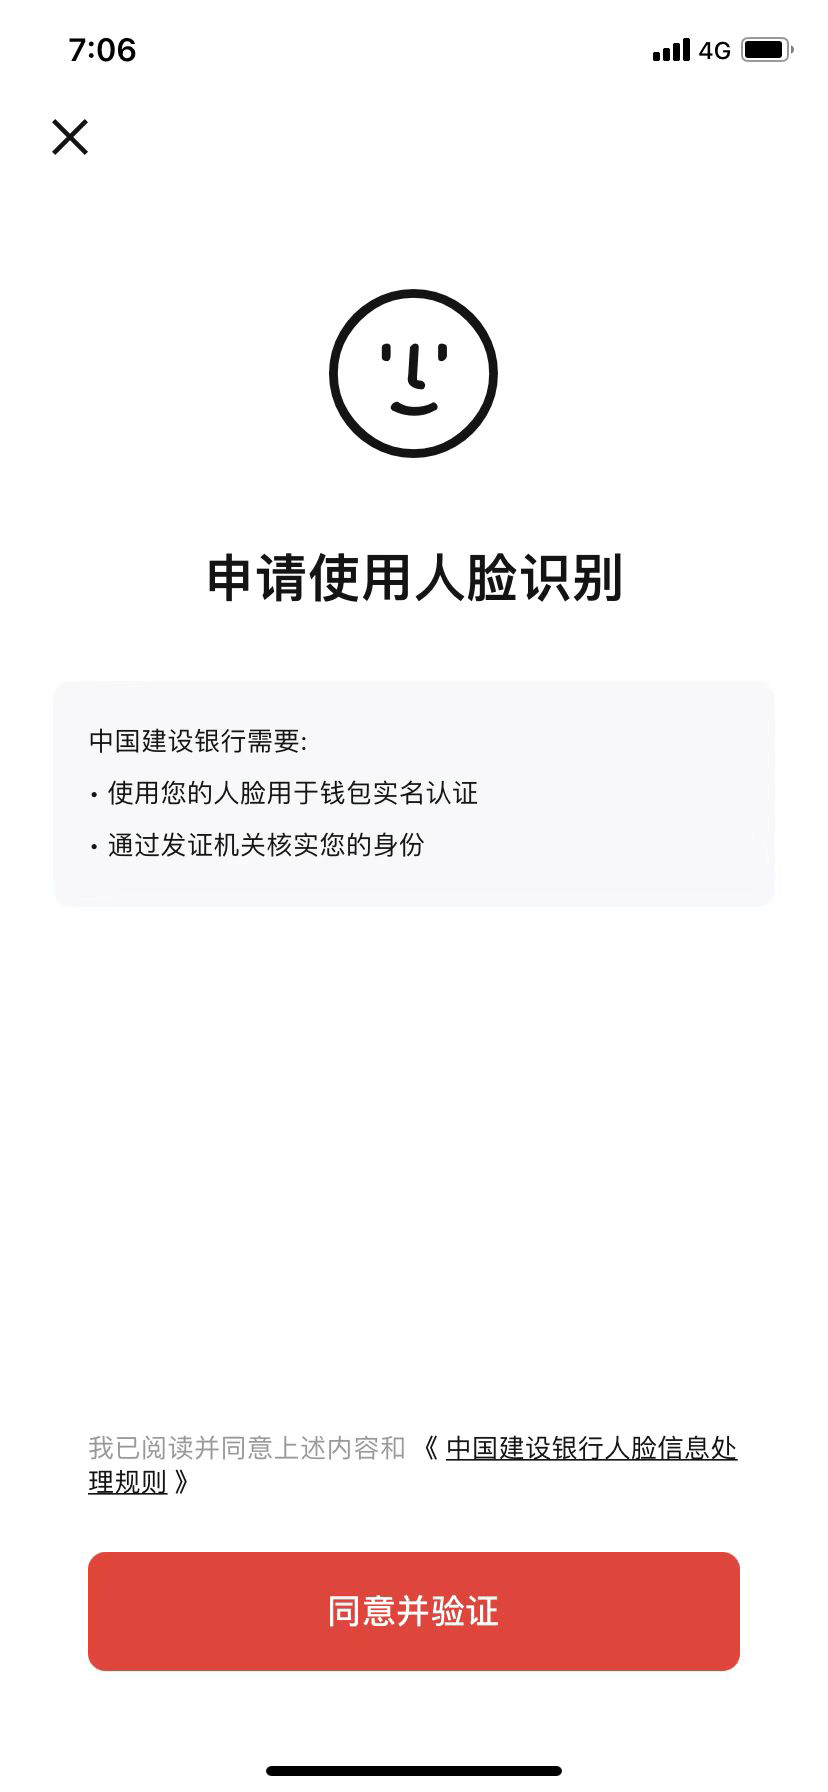 7:06
4G
申请使用人脸识别
中国建设银行需要:
• 使用您的人脸用于钱包实名认证
• 通过发证机关核实您的身份
我已阅读并同意上述内容和《中国建设银行人脸信息处
理规则》
同意并验证